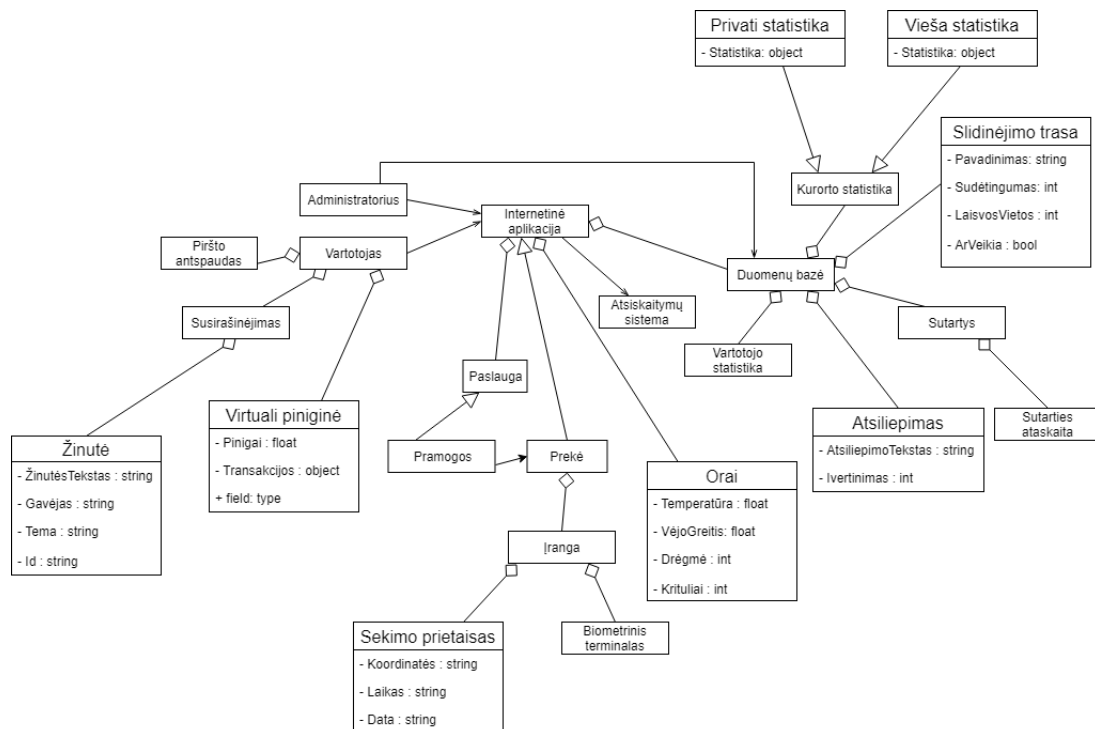 Privati statistika
- Statistika: object
Vieša statistika
- Statistika: object
Slidinėjimo trasa
- Pavadinimas: string
- Sudėtingumas: int
- LaisvosVietos : int
- ArVeikia : bool
Kurorto statistika
Administratorius
Internetinė
aplikacija
Piršto
antspaudas
Vartotojas
Duomenų bazė
Atsiskaitymų
sistema
Susirašinėjimas
Sutartys
Vartotojo
statistika
Paslauga
Virtuali piniginė
- Pinigai : float
- Transakcijos : object
+ field: type
Atsiliepimas
- AtsiliepimoTekstas : string
- Ivertinimas : int
Sutarties
ataskaita
Žinutė
- ŽinutėsTekstas : string
- Gavėjas : string
- Tema : string
- Id : string
Pramogos
Prekė
Orai
- Temperatūra : float
- VėjoGreitis: float
- Drėgmė : int
- Krituliai : int
Įranga
Sekimo prietaisas
- Koordinatės : string
- Laikas : string
- Data : string
Biometrinis
terminalas